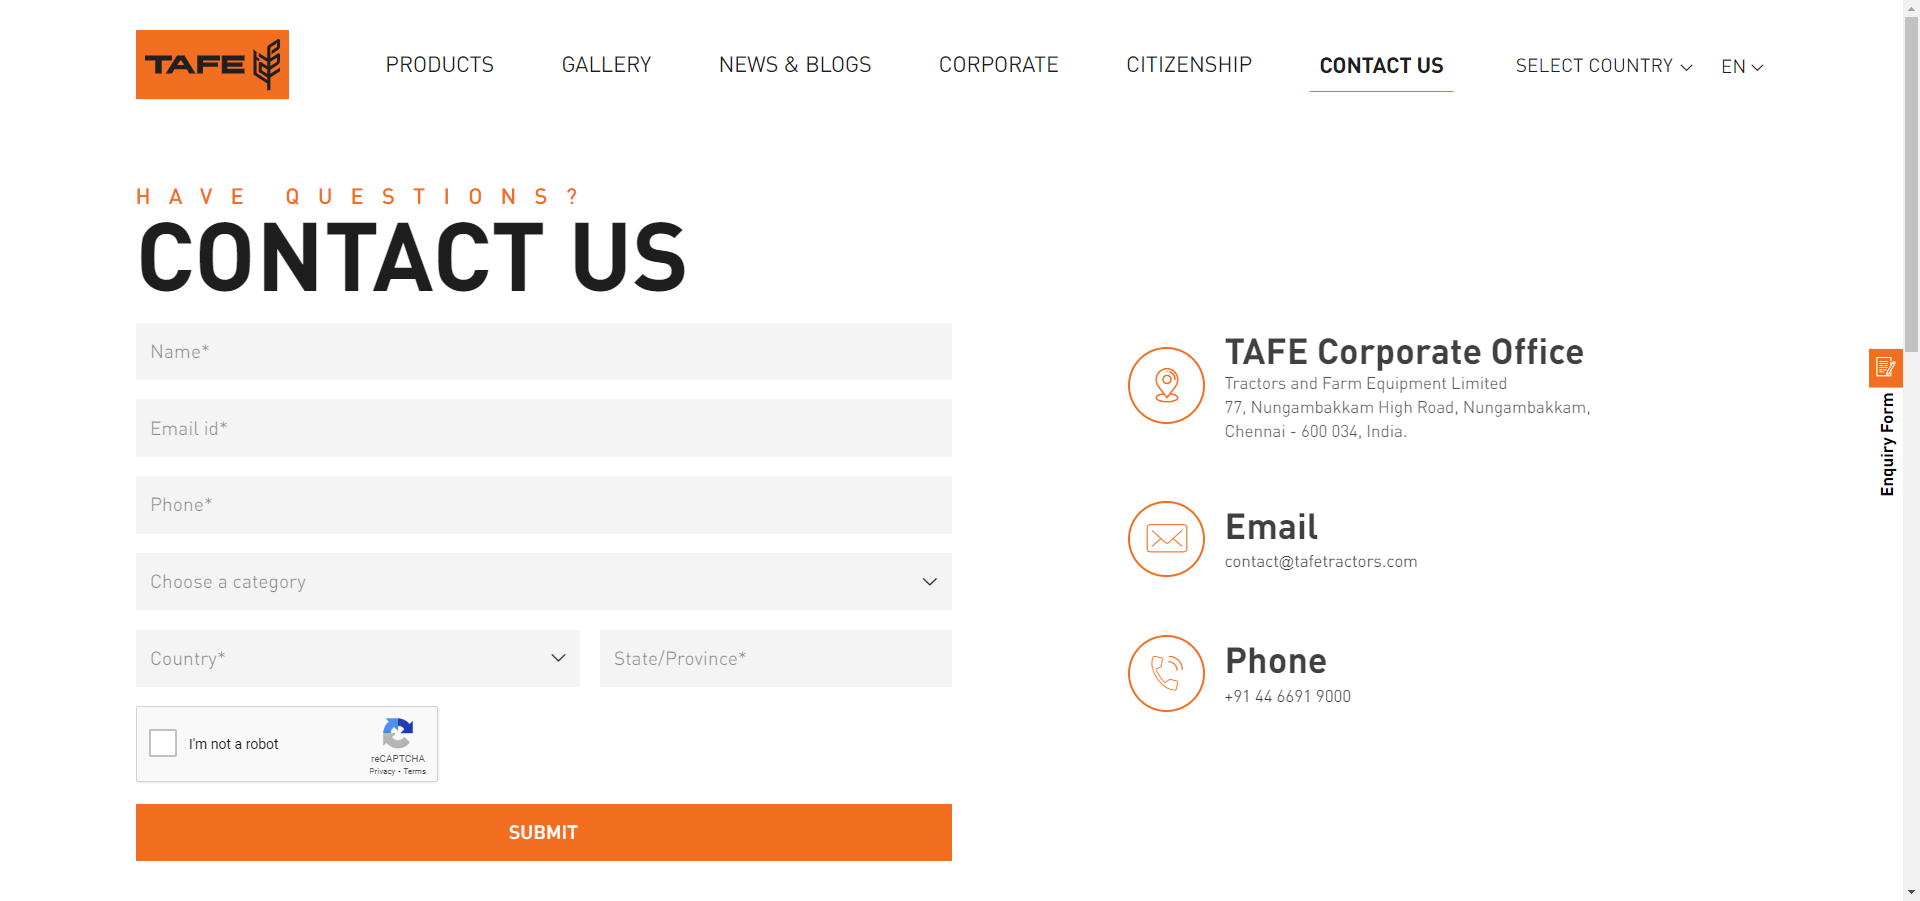 TAFE
PRODUCTS
GALLERY
NEWS & BLOGS
CORPORATE
CITIZENSHIP
CONTACT US
SELECT COUNTRY
EN
HAVE QUESTIONS?
CONTACT US
Name*
Email id*
Phone*
Choose a category
Country*
State/Province*
I'm not a robot
reCAPTCHA
Privacy - Terms
SUBMIT
TAFE Corporate Office
Tractors and Farm Equipment Limited
77, Nungambakkam High Road, Nungambakkam,
Chennai - 600 034, India.
Email
contact@tafetractors.com
Phone
+91 44 6691 9000
Enquiry Form